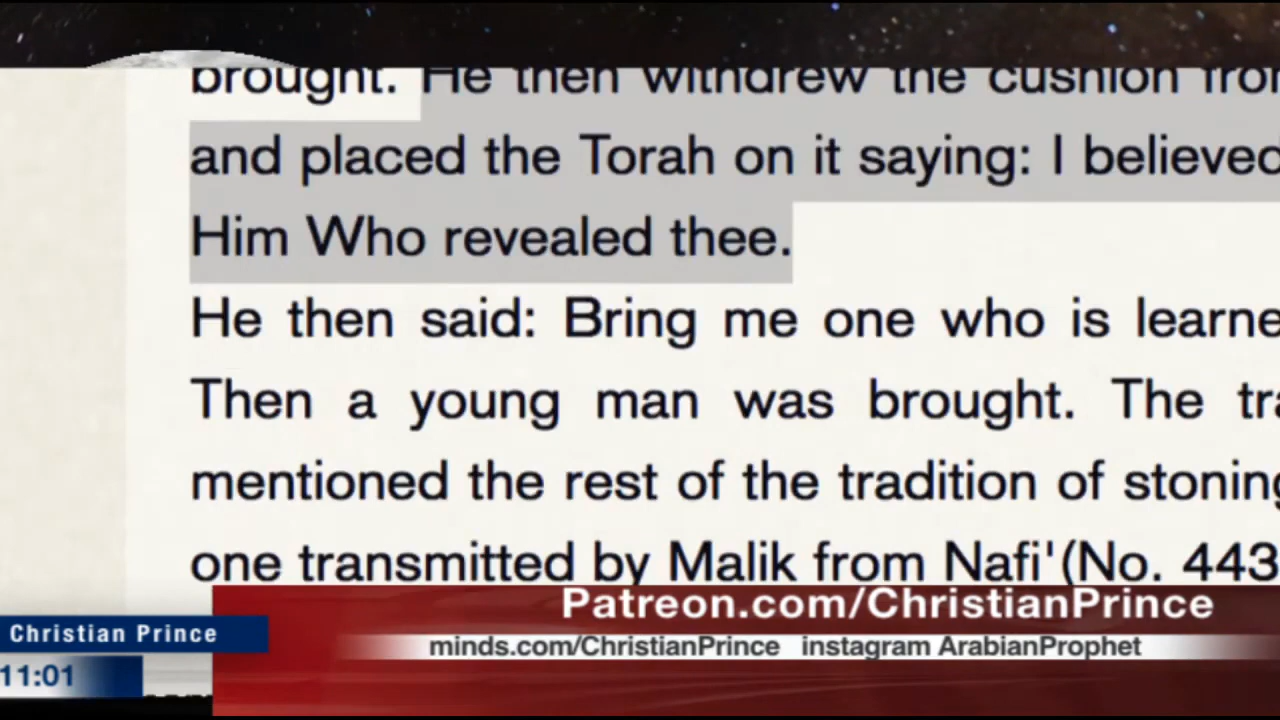 brought. He then withdrew the cushion from
and placed the Torah on it saying: I believed
Him Who revealed thee.
He then said: Bring me one who is learne
Then a young man was brought. The tra
mentioned the rest of the tradition of stoning
one transmitted by Malik from Nafi'(No. 443
Patreon.com/ChristianPrince
Christian Prince
minds.com/ChristianPrince instagram ArabianProphet
11:01